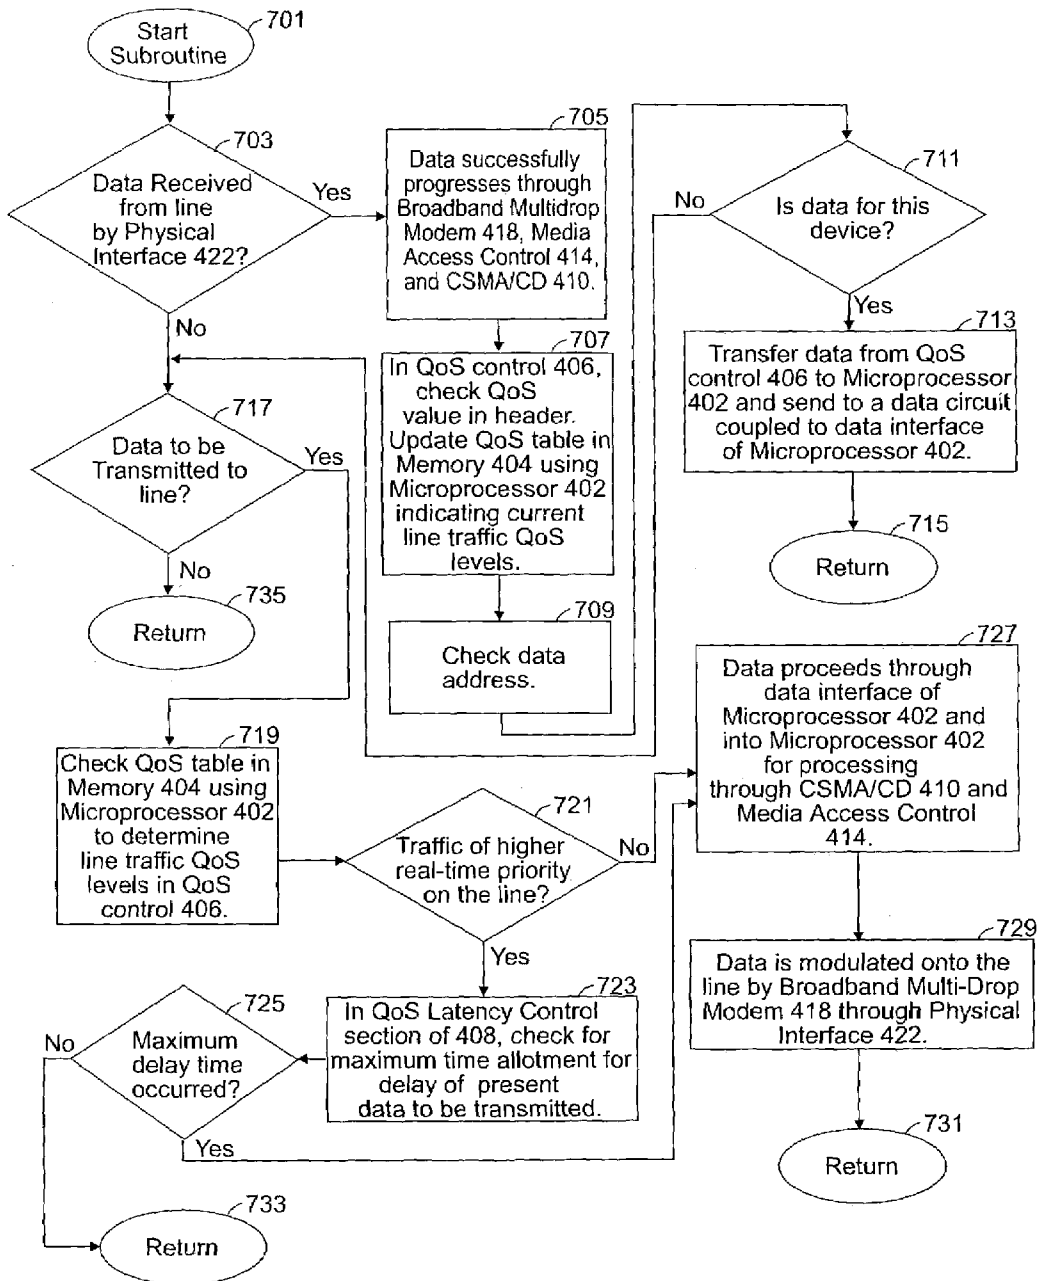 Start
Subroutine
701
703
Data Received
from line
by Physical
Interface 422?
Yes
No
705
Data successfully
progresses through
Broadband Multidrop
Modem 418, Media
Access Control 414,
and CSMA/CD 410.
707
In QoS control 406,
check QoS
value in header.
Update QoS table in
Memory 404 using
Microprocessor 402
indicating current
line traffic QoS
levels.
709
Check data
address.
711
Is data for this
device?
No
Yes
713
Transfer data from QoS
control 406 to Microprocessor
402 and send to a data circuit
coupled to data interface
of Microprocessor 402.
715
Return
717
Data to be
Transmitted to
line?
Yes
No
735
Return
719
Check QoS table in
Memory 404 using
Microprocessor 402
to determine
line traffic QoS
levels in QoS
control 406.
721
Traffic of higher
real-time priority
on the line?
No
Yes
723
In QoS Latency Control
section of 408, check for
maximum time allotment for
delay of present
data to be transmitted.
725
Maximum
delay time
occurred?
No
Yes
733
Return
727
Data proceeds through
data interface of
Microprocessor 402 and
into Microprocessor 402
for processing
through CSMA/CD 410 and
Media Access Control
414.
729
Data is modulated onto the
line by Broadband Multi-Drop
Modem 418 through Physical
Interface 422.
731
Return